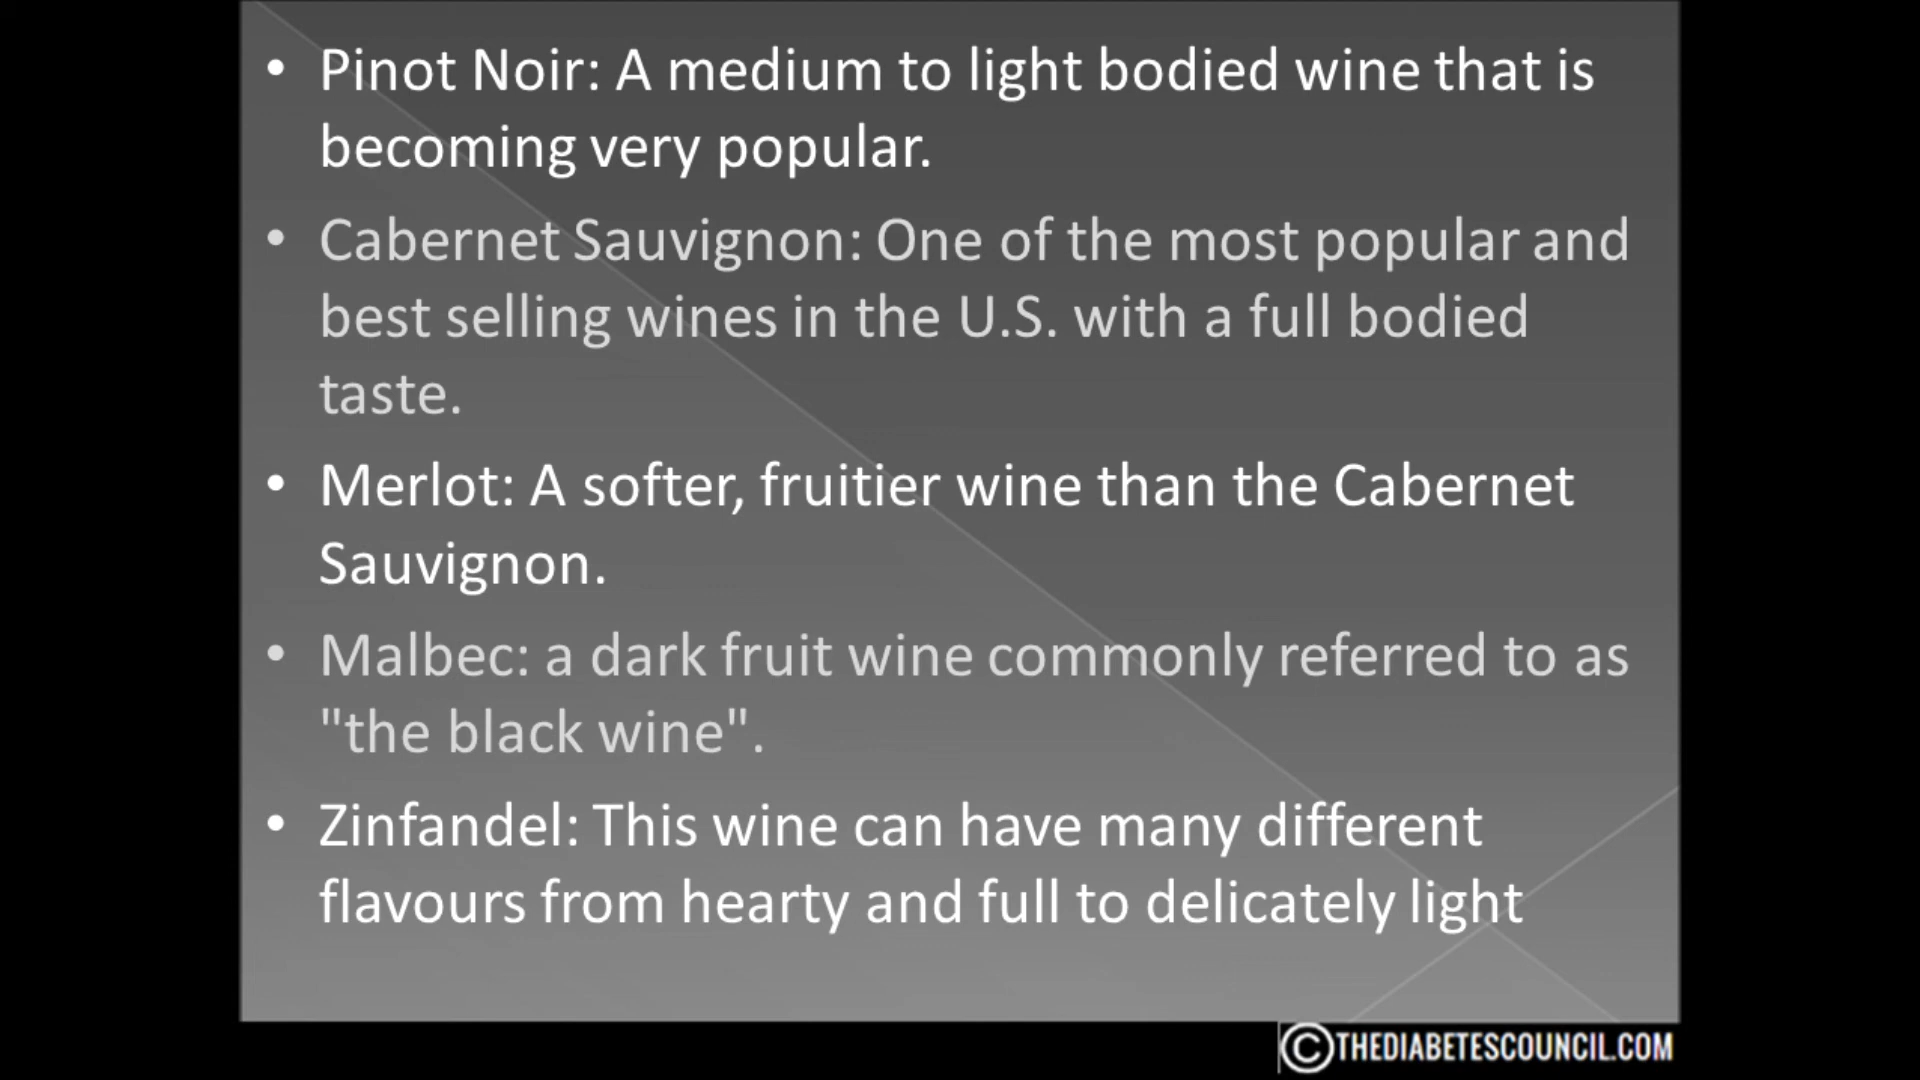 • Pinot Noir: A medium to light bodied wine that is
becoming very popular.
• Cabernet Sauvignon: One of the most popular and
best selling wines in the U.S. with a full bodied
taste.
• Merlot: A softer, fruitier wine than the Cabernet
Sauvignon.
• Malbec: a dark fruit wine commonly referred to as
"the black wine".
• Zinfandel: This wine can have many different
flavours from hearty and full to delicately light
©THEDIABETESCOUNCIL.COM